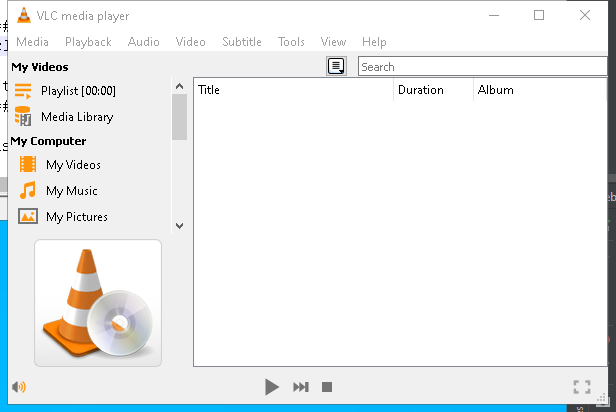 VLC media player
Media Playback Audio Video Subtitle Tools View Help
My Videos
Search
Playlist [00:00]
Media Library
My Computer
My Videos
My Music
My Pictures
Title Duration Album